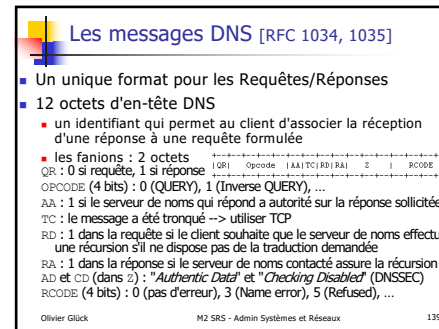 Les messages DNS [RFC 1034, 1035]
Un unique format pour les Requêtes/Réponses
12 octets d'en-tête DNS
un identifiant qui permet au client d'associer la réception
d'une réponse à une requête formulée
les fanions : 2 octets
+--+--+--+--+--+--+--+--+--+--+--+--+--+--+--+--+
|QR| Opcode |AA|TC|RD|RA| Z | RCODE
+--+--+--+--+--+--+--+--+--+--+--+--+--+--+--+--+
QR : 0 si requête, 1 si réponse
OPCODE (4 bits) : 0 (QUERY), 1 (Inverse QUERY), ...
AA : 1 si le serveur de noms qui répond a autorité sur la réponse sollicitée
TC : le message a été tronqué --> utiliser TCP
RD : 1 dans la requête si le client souhaite que le serveur de noms effectu
une récursion s'il ne dispose pas de la traduction demandée
RA : 1 dans la réponse si le serveur de noms contacté assure la récursion
AD et CD (dans Z) : "Authentic Data" et "Checking Disabled" (DNSSEC)
RCODE (4 bits) : 0 (pas d'erreur), 3 (Name error), 5 (Refused), ...
Olivier Glück M2 SRS - Admin Systèmes et Réseaux 139